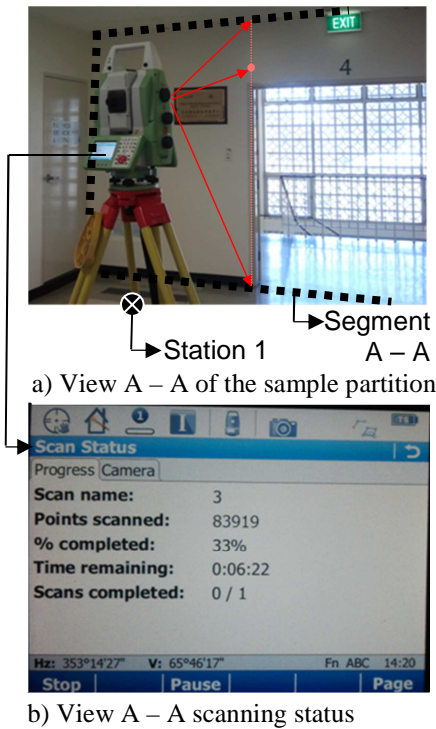 EXIT
4
Station 1
Segment
A – A
a) View A – A of the sample partition
1
Scan Status
Progress Camera
Scan name: 3
Points scanned: 83919
% completed: 33%
Time remaining: 0:06:22
Scans completed: 0 / 1
Hz: 353°14'27" V: 65°46'17" Fn ABC 14:20
Stop Pause Page
b) View A – A scanning status